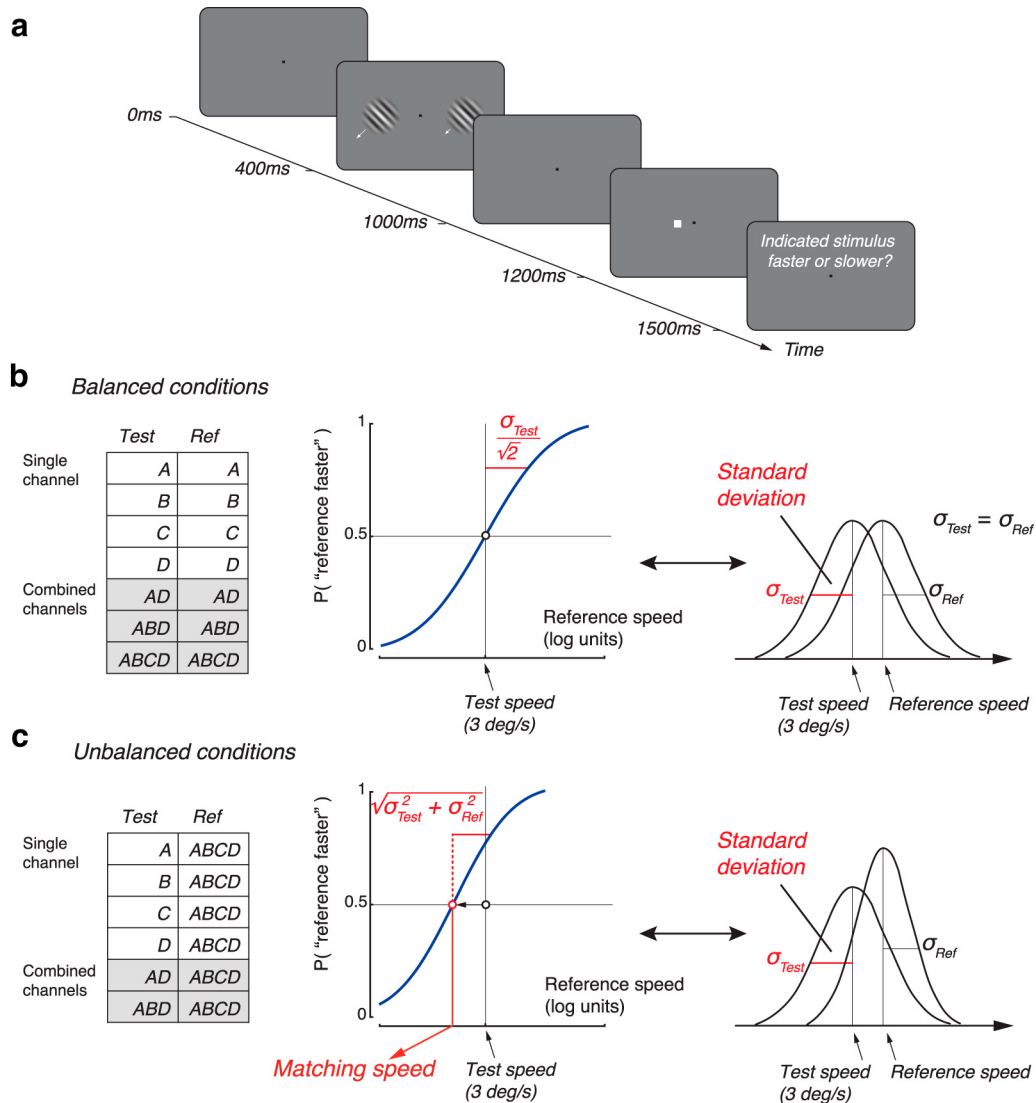 a
0ms
400ms
1000ms
1200ms
1500ms
Time
Indicated stimulus
faster or slower?
b
Balanced conditions
Test Ref
Single
channel
A A
B B
C C
D D
Combined
channels
AD AD
ABD ABD
ABCD ABCD
P( “reference faster” )
1
0.5
0
σTest
√2
Reference speed
(log units)
Test speed
(3 deg/s)
Standard
deviation
σTest = σRef
σTest
σRef
Test speed
(3 deg/s)
Reference speed
c
Unbalanced conditions
Test Ref
Single
channel
A ABCD
B ABCD
C ABCD
D ABCD
Combined
channels
AD ABCD
ABD ABCD
P( “reference faster” )
1
0.5
0
√σ²Test + σ²Ref
Reference speed
(log units)
Matching speed
Test speed
(3 deg/s)
Standard
deviation
σTest
σRef
Test speed
(3 deg/s)
Reference speed